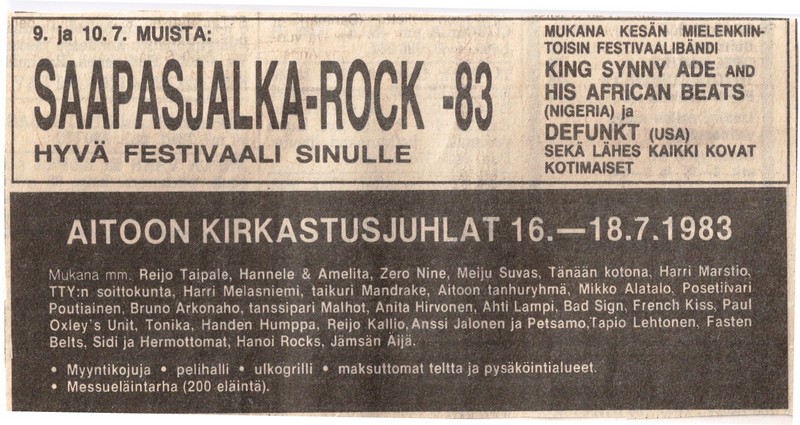 9. ja 10.7. MUISTA:
SAAPASJALKA-ROCK -83
HYVÄ FESTIVAALI SINULLE
MUKANA KESÄN MIELENKIIN-
TOISIN FESTIVAALIBÄNDI
KING SYNNY ADE AND
HIS AFRICAN BEATS
(NIGERIA) ja
DEFUNKT (USA)
SEKÄ LÄHES KAIKKI KOVAT
KOTIMAISET
AITOON KIRKASTUSJUHLAT 16.—18.7.1983
Mukana mm. Reijo Taipale, Hannele & Amelita, Zero Nine, Meiju Suvas, Tänään kotona, Harri Marstio,
TTY:n soittokunta, Harri Melasniemi, taikuri Mandrake, Aitoon tanhuryhmä, Mikko Alatalo, Posetiivari
Poutiainen, Bruno Arkonaho, tanssipari Malhot, Anita Hirvonen, Ahti Lampi, Bad Sign, French Kiss, Paul
Oxley`s Unit, Tonika, Handen Humppa, Reijo Kallio,Anssi Jalonen ja Petsamo,Tapio Lehtonen, Fasten
Belts, Sidi ja Hermottomat, Hanoi Rocks, Jämsän Äijä.
• Myyntikojuja • pelihalli • ulkogrilli • maksuttomat teltta ja pysäköintialueet.
• Messueläintarha (200 eläintä).